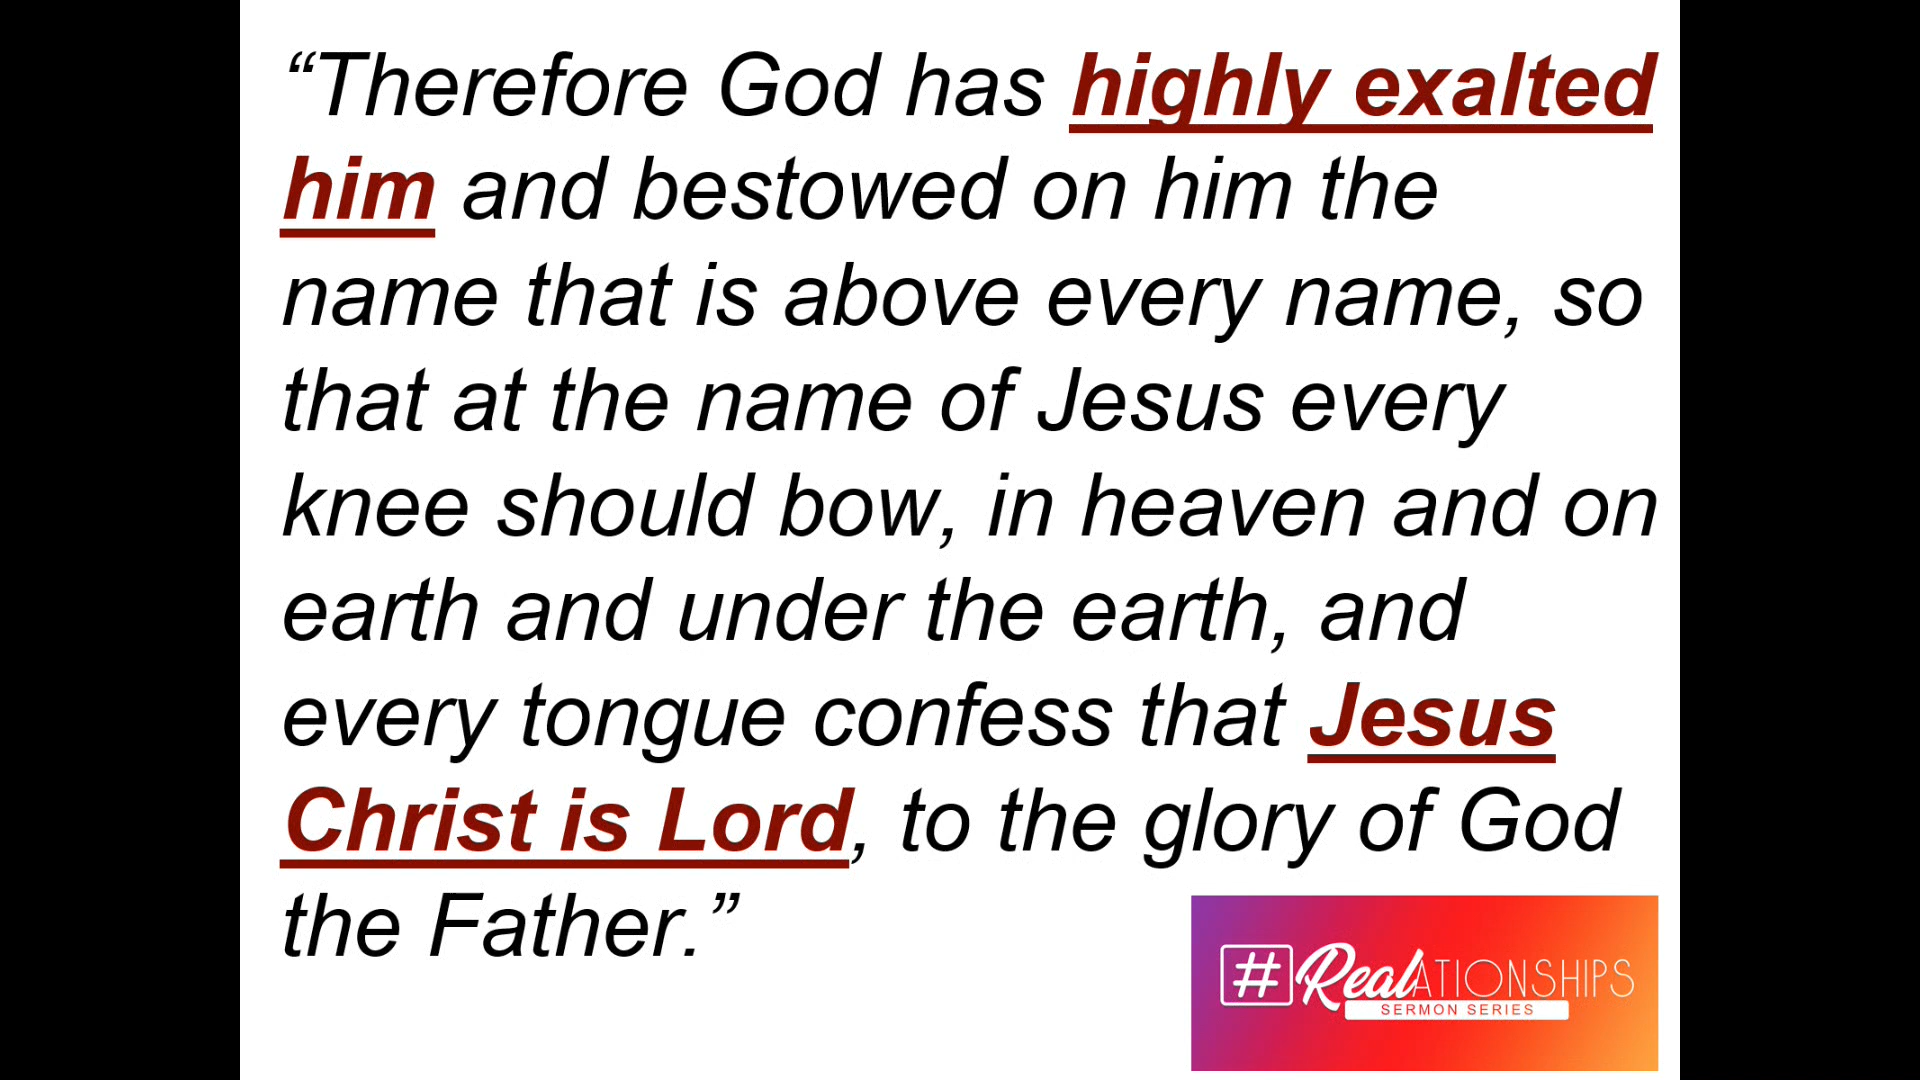 “Therefore God has highly exalted
him and bestowed on him the
name that is above every name, so
that at the name of Jesus every
knee should bow, in heaven and on
earth and under the earth, and
every tongue confess that Jesus
Christ is Lord, to the glory of God
the Father.”
#RealATIONSHIPS
SERMON SERIES